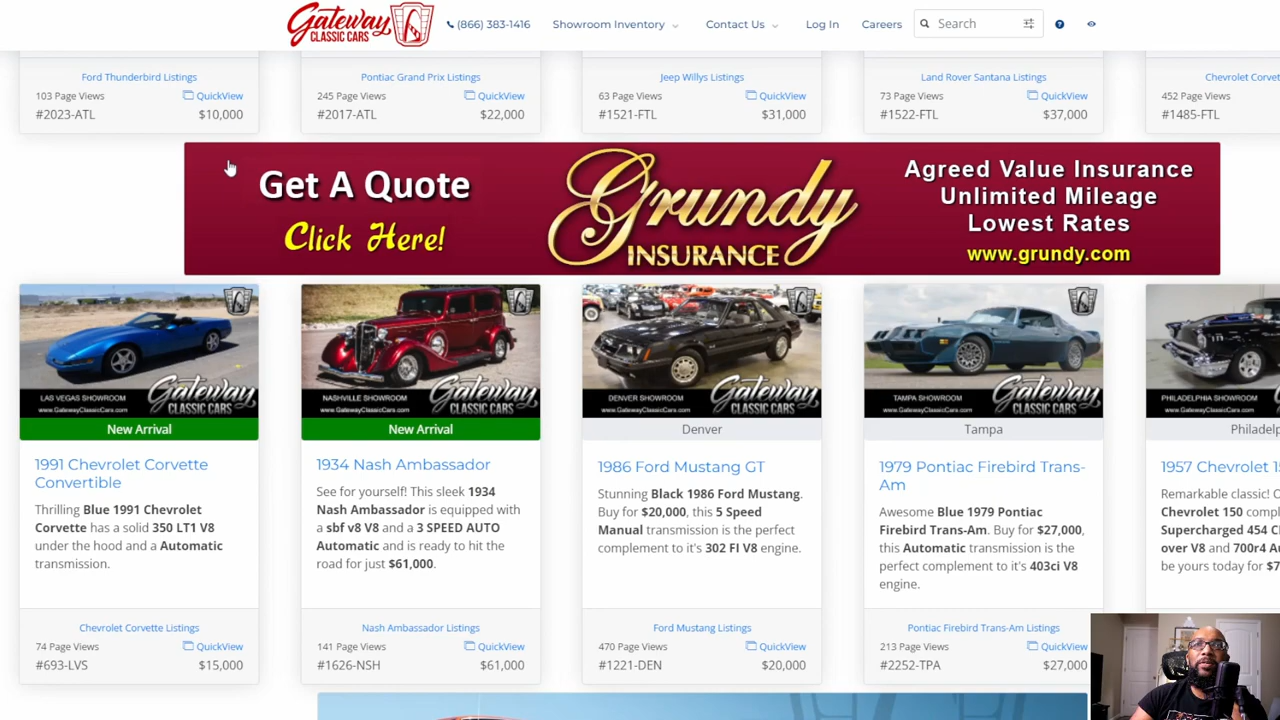 Gateway
CLASSIC CARS
(866) 383-1416
Showroom Inventory
Contact Us
Log In
Careers
Search
Ford Thunderbird Listings
103 Page Views
QuickView
#2023-ATL
$10,000
Pontiac Grand Prix Listings
245 Page Views
QuickView
#2017-ATL
$22,000
Jeep Willys Listings
63 Page Views
QuickView
#1521-FTL
$31,000
Land Rover Santana Listings
73 Page Views
QuickView
#1522-FTL
$37,000
Chevrolet Corvet
452 Page Views
#1485-FTL
Get A Quote
Click Here!
Grundy
INSURANCE
Agreed Value Insurance
Unlimited Mileage
Lowest Rates
www.grundy.com
LAS VEGAS SHOWROOM
www.GatewayClassicCars.com
Gateway
CLASSIC CARS
New Arrival
1991 Chevrolet Corvette
Convertible
Thrilling Blue 1991 Chevrolet
Corvette has a solid 350 LT1 V8
under the hood and a Automatic
transmission.
Chevrolet Corvette Listings
74 Page Views
QuickView
#693-LVS
$15,000
NASHVILLE SHOWROOM
www.GatewayClassicCars.com
Gateway
CLASSIC CARS
New Arrival
1934 Nash Ambassador
See for yourself! This sleek 1934
Nash Ambassador is equipped with
a sbf v8 V8 and a 3 SPEED AUTO
Automatic and is ready to hit the
road for just $61,000.
Nash Ambassador Listings
141 Page Views
QuickView
#1626-NSH
$61,000
DENVER SHOWROOM
www.GatewayClassicCars.com
Gateway
CLASSIC CARS
Denver
1986 Ford Mustang GT
Stunning Black 1986 Ford Mustang.
Buy for $20,000, this 5 Speed
Manual transmission is the perfect
complement to it's 302 FI V8 engine.
Ford Mustang Listings
470 Page Views
QuickView
#1221-DEN
$20,000
TAMPA SHOWROOM
www.GatewayClassicCars.com
Gateway
CLASSIC CARS
Tampa
1979 Pontiac Firebird Trans-
Am
Awesome Blue 1979 Pontiac
Firebird Trans-Am. Buy for $27,000,
this Automatic transmission is the
perfect complement to it's 403ci V8
engine.
Pontiac Firebird Trans-Am Listings
213 Page Views
QuickView
#2252-TPA
$27,000
PHILADELPHIA SHOWROOM
www.GatewayClassicCars.com
Philadelp
1957 Chevrolet 1
Remarkable classic! O
Chevrolet 150 compl
Supercharged 454 C
over V8 and 700r4 A
be yours today for $7